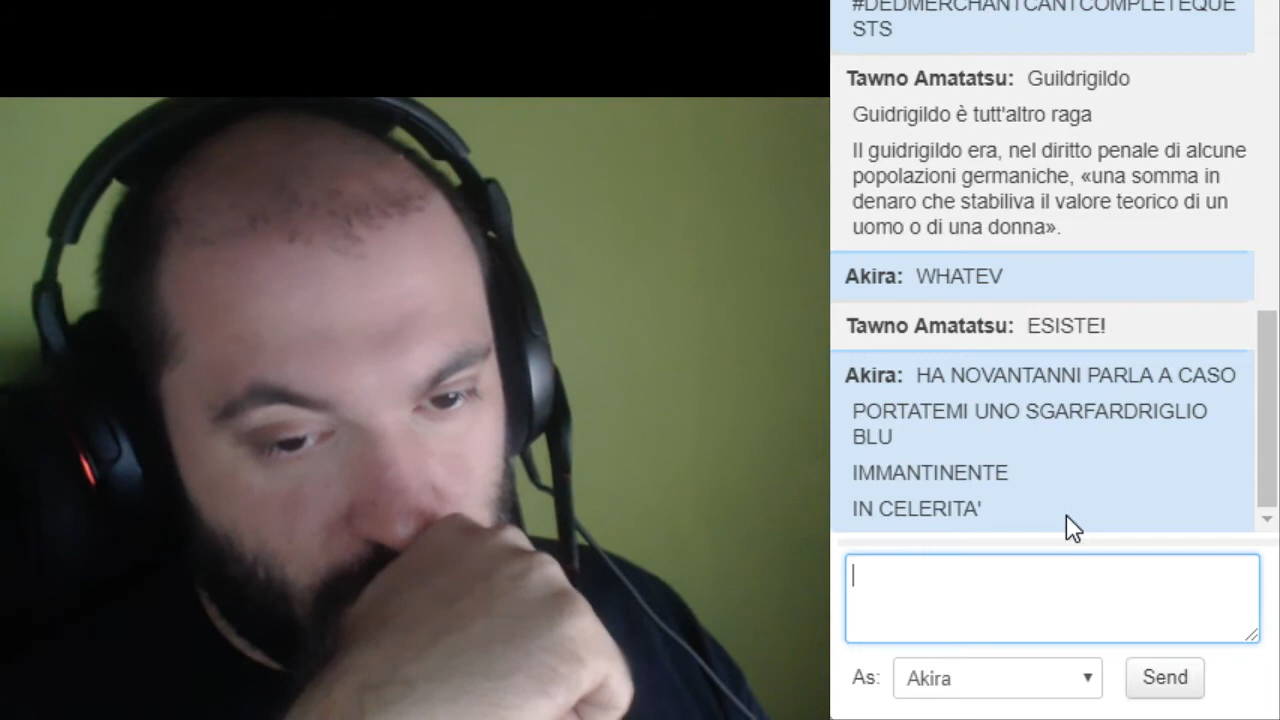 #DEDMERCHANTCANTCOMPLETEQUE
STS
Tawno Amatatsu: Guildrigildo
Guidrigildo è tutt'altro raga
Il guidrigildo era, nel diritto penale di alcune
popolazioni germaniche, «una somma in
denaro che stabiliva il valore teorico di un
uomo o di una donna».
Akira: WHATEV
Tawno Amatatsu: ESISTE!
Akira: HA NOVANTANNI PARLA A CASO
PORTATEMI UNO SGARFARDRIGLIO
BLU
IMMANTINENTE
IN CELERITA'
As: Akira Send